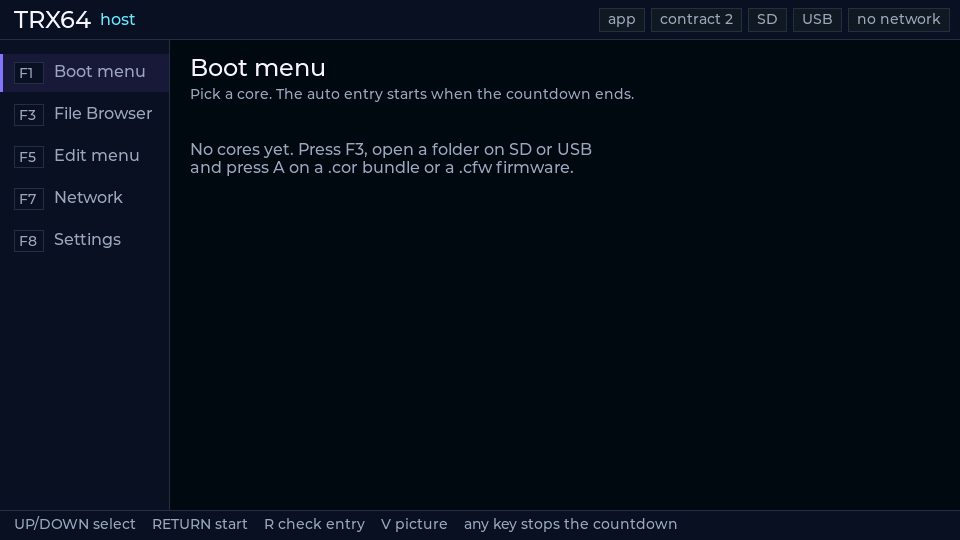 TRX64 host
app
contract 2
SD
USB
no network
F1 Boot menu
F3 File Browser
F5 Edit menu
F7 Network
F8 Settings
Boot menu
Pick a core. The auto entry starts when the countdown ends.
No cores yet. Press F3, open a folder on SD or USB
and press A on a .cor bundle or a .cfw firmware.
UP/DOWN select RETURN start R check entry V picture any key stops the countdown